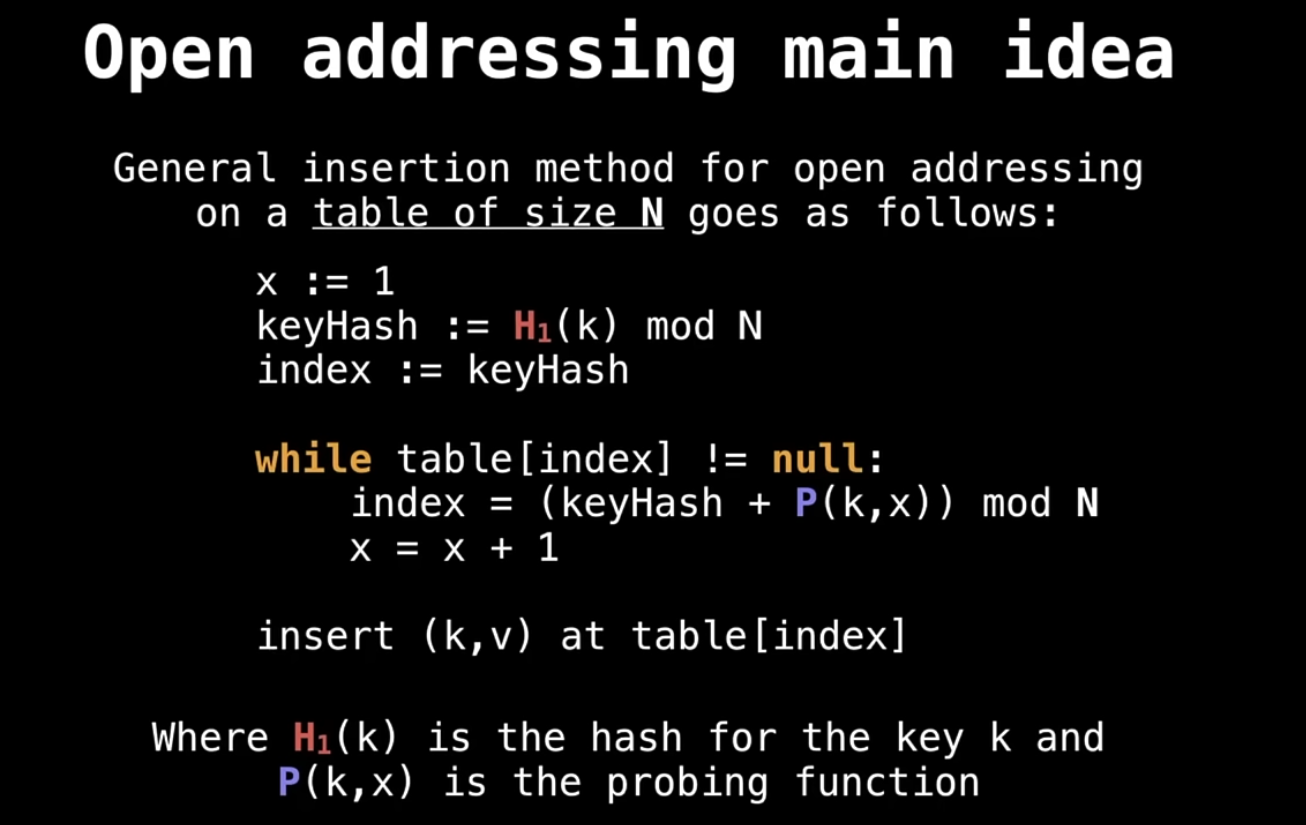 Open addressing main idea
General insertion method for open addressing
on a table of size N goes as follows:
x := 1
keyHash := H₁(k) mod N
index := keyHash
while table[index] != null:
index = (keyHash + P(k,x)) mod N
x = x + 1
insert (k,v) at table[index]
Where H₁(k) is the hash for the key k and
P(k,x) is the probing function